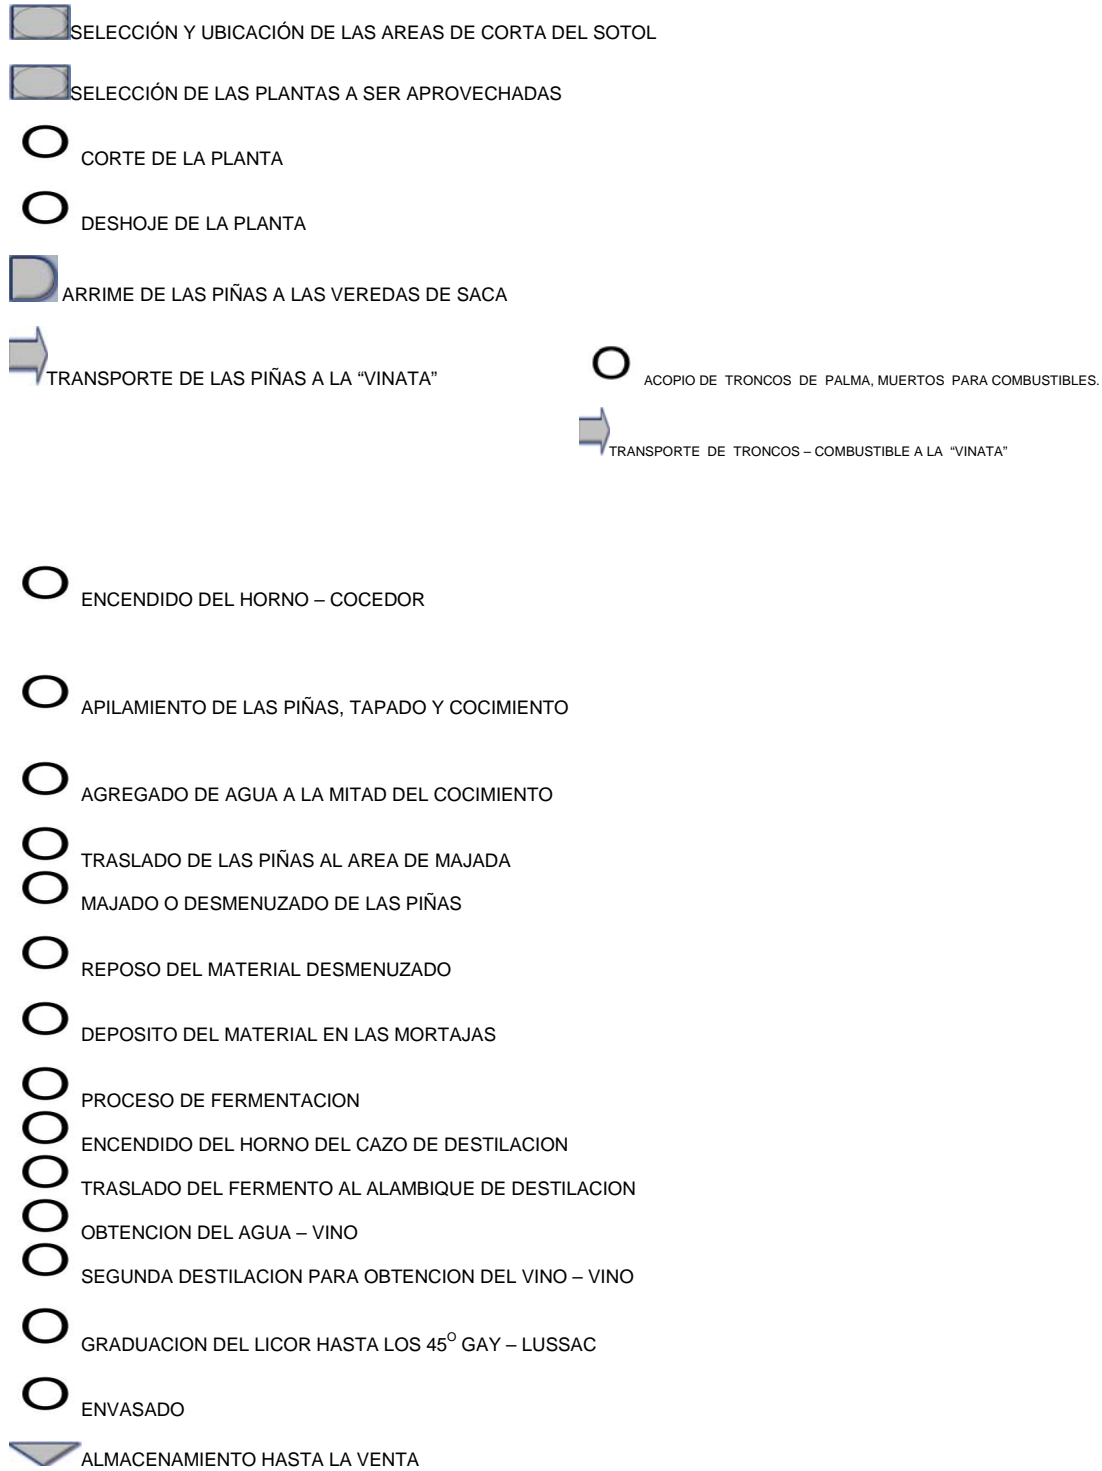 SELECCIÓN Y UBICACIÓN DE LAS AREAS DE CORTA DEL SOTOL
SELECCIÓN DE LAS PLANTAS A SER APROVECHADAS
CORTE DE LA PLANTA
DESHOJE DE LA PLANTA
ARRIME DE LAS PIÑAS A LAS VEREDAS DE SACA
TRANSPORTE DE LAS PIÑAS A LA “VINATA”
ACOPIO DE TRONCOS DE PALMA, MUERTOS PARA COMBUSTIBLES.
TRANSPORTE DE TRONCOS – COMBUSTIBLE A LA “VINATA”
ENCENDIDO DEL HORNO – COCEDOR
APILAMIENTO DE LAS PIÑAS, TAPADO Y COCIMIENTO
AGREGADO DE AGUA A LA MITAD DEL COCIMIENTO
TRASLADO DE LAS PIÑAS AL AREA DE MAJADA
MAJADO O DESMENUZADO DE LAS PIÑAS
REPOSO DEL MATERIAL DESMENUZADO
DEPOSITO DEL MATERIAL EN LAS MORTAJAS
PROCESO DE FERMENTACION
ENCENDIDO DEL HORNO DEL CAZO DE DESTILACION
TRASLADO DEL FERMENTO AL ALAMBIQUE DE DESTILACION
OBTENCION DEL AGUA – VINO
SEGUNDA DESTILACION PARA OBTENCION DEL VINO – VINO
GRADUACION DEL LICOR HASTA LOS 45<sup>O</sup> GAY – LUSSAC
ENVASADO
ALMACENAMIENTO HASTA LA VENTA